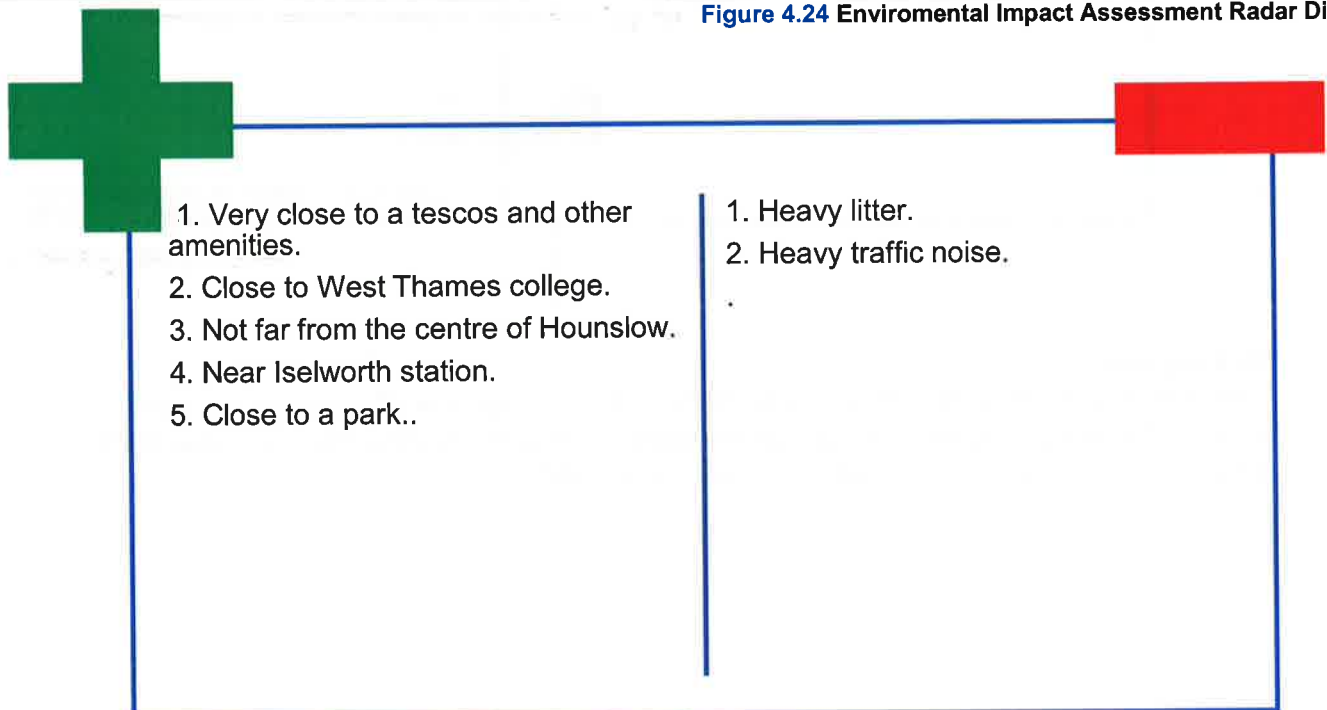 Figure 4.24 Enviromental Impact Assessment Radar Di
1. Very close to a tescos and other
amenities.
2. Close to West Thames college.
3. Not far from the centre of Hounslow.
4. Near Iselworth station.
5. Close to a park..
1. Heavy litter.
2. Heavy traffic noise.
.